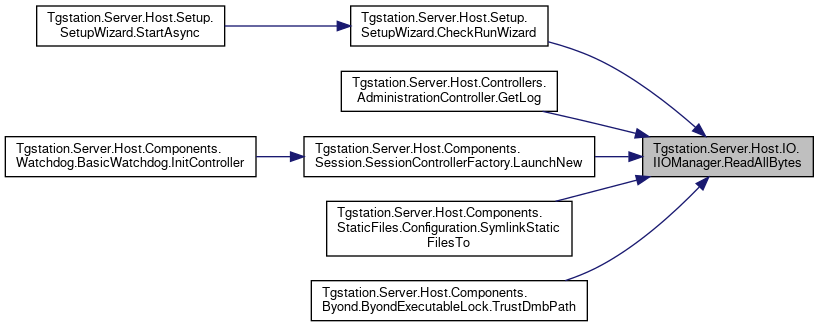 Tgstation.Server.Host.Setup.
SetupWizard.StartAsync
Tgstation.Server.Host.Setup.
SetupWizard.CheckRunWizard
Tgstation.Server.Host.Controllers.
AdministrationController.GetLog
Tgstation.Server.Host.Components.
Watchdog.BasicWatchdog.InitController
Tgstation.Server.Host.Components.
Session.SessionControllerFactory.LaunchNew
Tgstation.Server.Host.IO.
IIOManager.ReadAllBytes
Tgstation.Server.Host.Components.
StaticFiles.Configuration.SymlinkStatic
FilesTo
Tgstation.Server.Host.Components.
Byond.ByondExecutableLock.TrustDmbPath